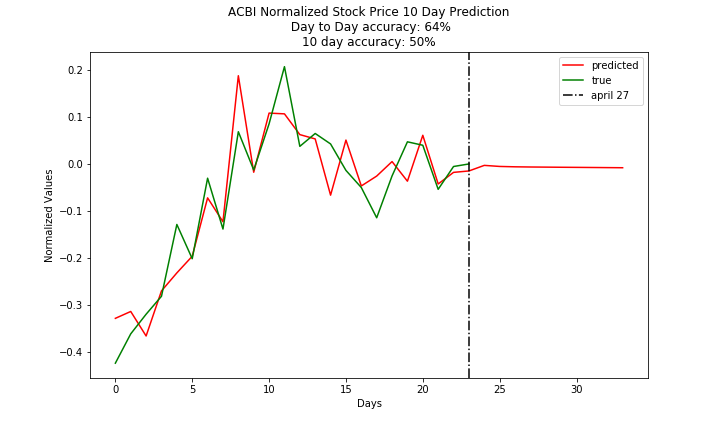 ACBI Normalized Stock Price 10 Day Prediction
Day to Day accuracy: 64%
10 day accuracy: 50%
predicted
true
april 27
Normalized Values
0.2
0.1
0.0
−0.1
−0.2
−0.3
−0.4
0
5
10
15
20
25
30
Days